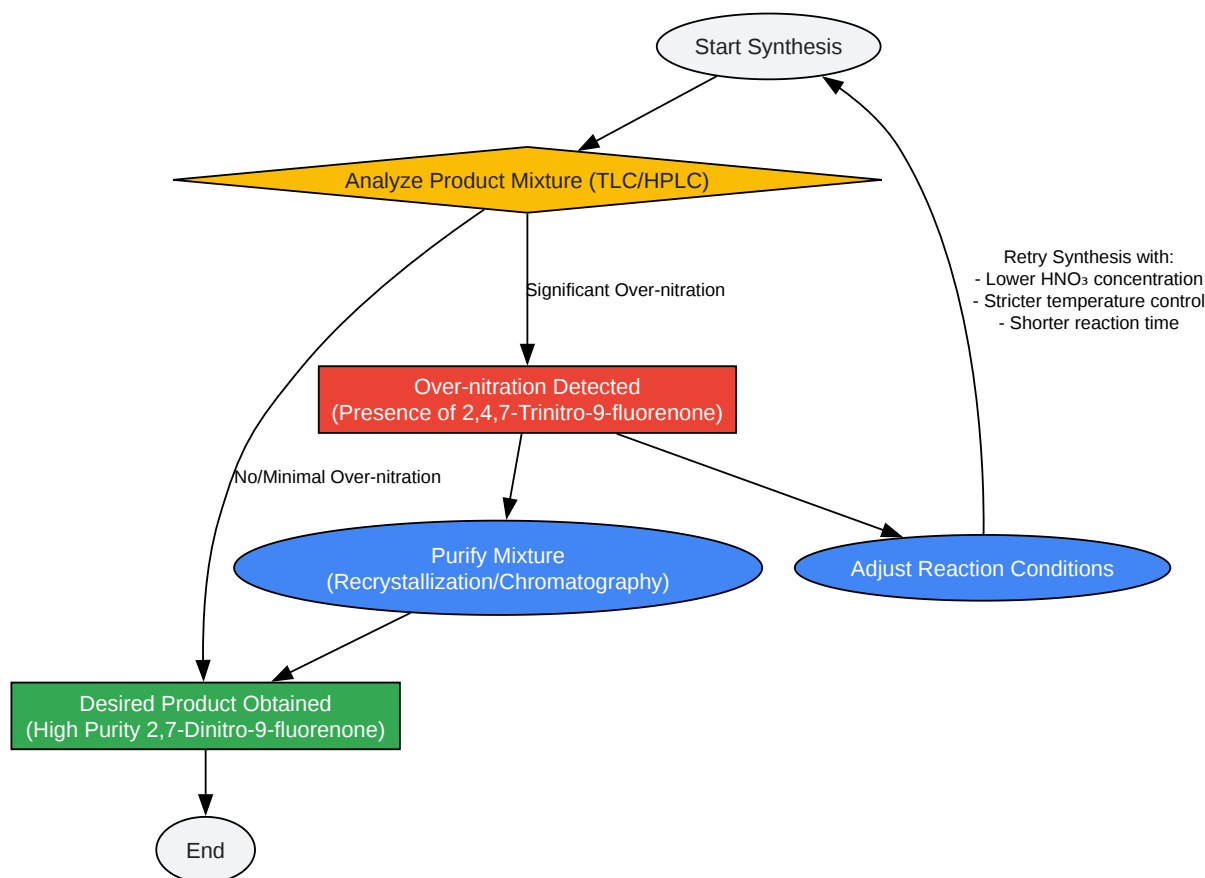 Start Synthesis
Analyze Product Mixture (TLC/HPLC)
Retry Synthesis with:
- Lower HNO₃ concentration
- Stricter temperature control
- Shorter reaction time
Significant Over-nitration
Over-nitration Detected
(Presence of 2,4,7-Trinitro-9-fluorenone)
No/Minimal Over-nitration
Purify Mixture
(Recrystallization/Chromatography)
Adjust Reaction Conditions
Desired Product Obtained
(High Purity 2,7-Dinitro-9-fluorenone)
End